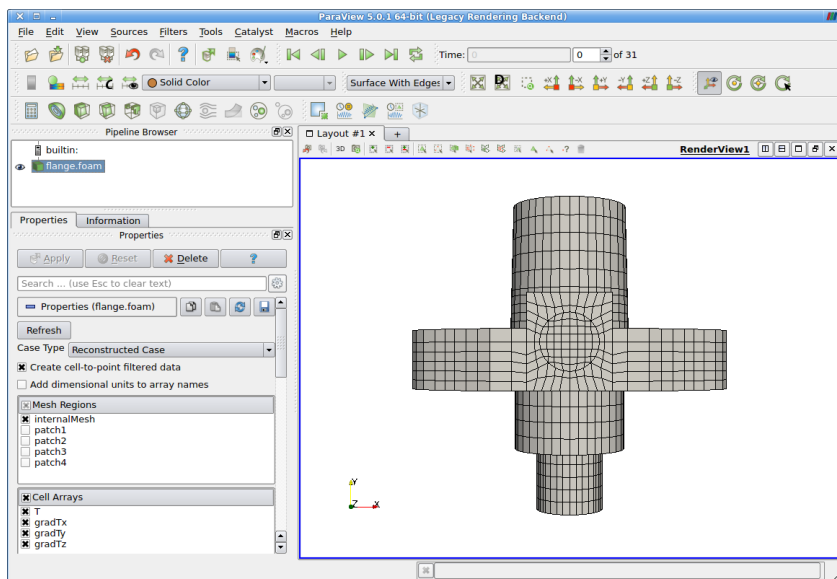 ParaView 5.0.1 64-bit (Legacy Rendering Backend)
File Edit View Sources Filters Tools Catalyst Macros Help
Time: 0 0 of 31
Solid Color Surface With Edges
Pipeline Browser
Layout #1
builtin:
flange.foam
3D RenderView1
Properties Information
Properties
Apply Reset Delete ?
Search ... (use Esc to clear text)
Properties (flange.foam)
Refresh
Case Type Reconstructed Case
Create cell-to-point filtered data
Add dimensional units to array names
Mesh Regions
internalMesh
patch1
patch2
patch3
patch4
Cell Arrays
T
gradTx
gradTy
gradTz
Y
Z X